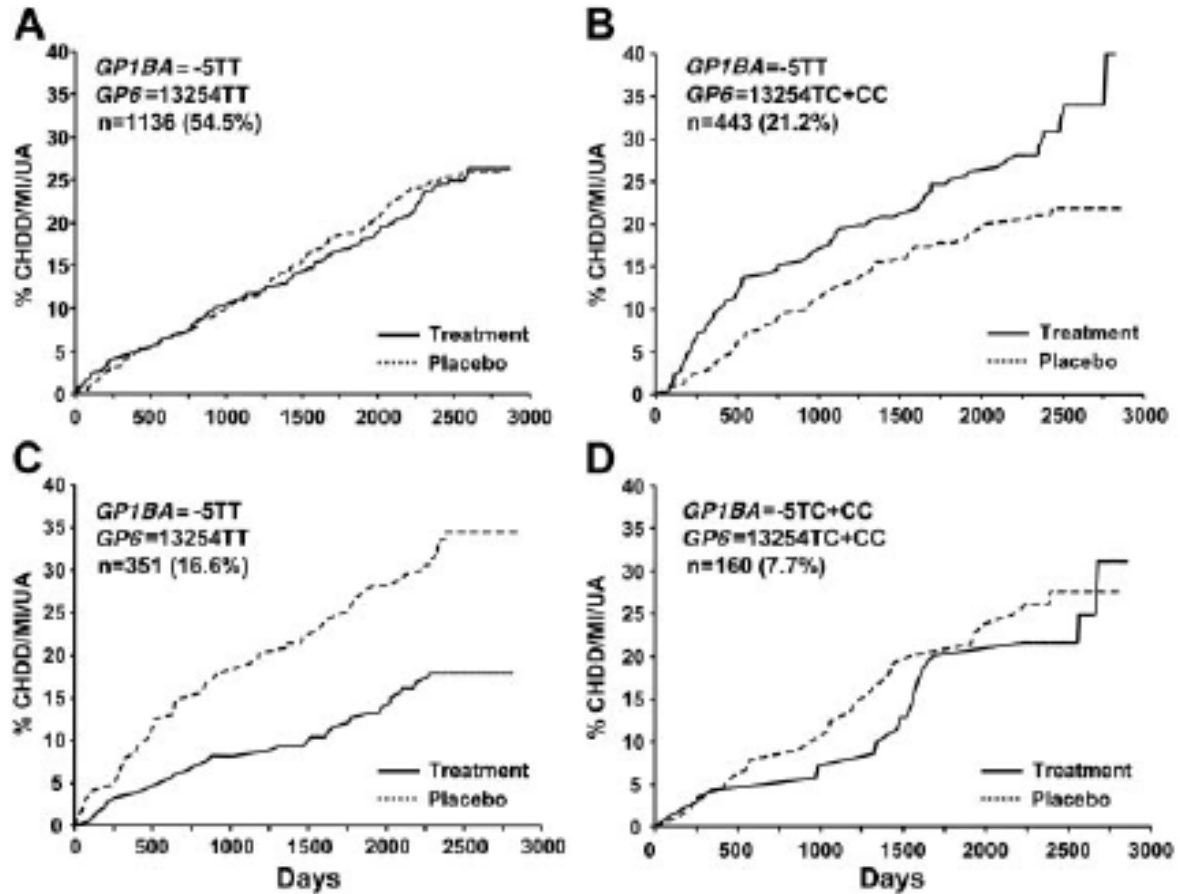 A
% CHDD/MI/UA
40
35
30
25
20
15
10
5
0
GP1BA = -5TT
GP6=13254TT
n=1136 (54.5%)
Treatment
Placebo
0 500 1000 1500 2000 2500 3000
B
% CHDD/MI/UA
40
35
30
25
20
15
10
5
0
GP1BA=-5TT
GP6=13254TC+CC
n=443 (21.2%)
Treatment
Placebo
0 500 1000 1500 2000 2500 3000
C
% CHDD/MI/UA
40
35
30
25
20
15
10
5
0
GP1BA = -5TT
GP6=13254TT
n=351 (16.6%)
Treatment
Placebo
0 500 1000 1500 2000 2500 3000
Days
D
% CHDD/MI/UA
40
35
30
25
20
15
10
5
0
GP1BA=-5TC+CC
GP6=13254TC+CC
n=160 (7.7%)
Treatment
Placebo
0 500 1000 1500 2000 2500 3000
Days